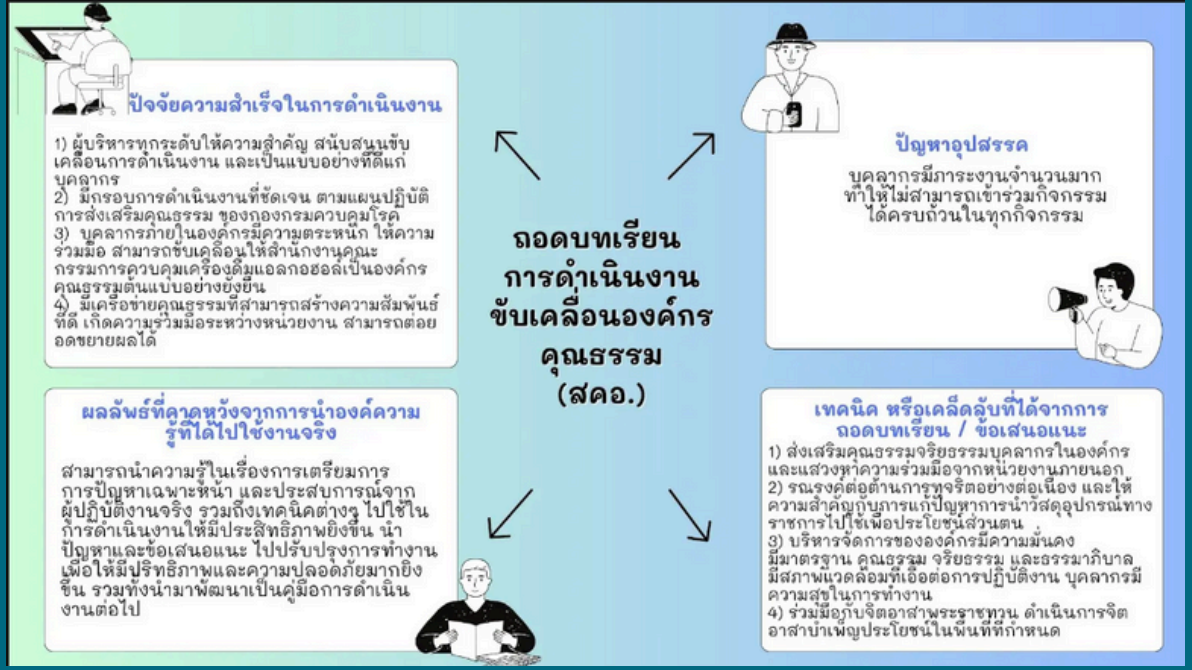 ปัจจัยความสำเร็จในการดำเนินงาน
1) ผู้บริหารทุกระดับให้ความสำคัญ สนับสนุนขับ
เคลื่อนการดำเนินงาน และเป็นแบบอย่างที่ดีแก่
บุคลากร
2) มีกรอบการดำเนินงานที่ชัดเจน ตามแผนปฏิบัติ
การส่งเสริมคุณธรรม ของกองกรมควบคุมโรค
3) บุคลากรภายในองค์กรมีความตระหนัก ให้ความ
ร่วมมือ สามารถขับเคลื่อนให้สำนักงานคณะ
กรรมการควบคุมเครื่องดื่มแอลกอฮอล์เป็นองค์กร
คุณธรรมต้นแบบอย่างยั่งยืน
4) มีเครือข่ายคุณธรรมที่สามารถสร้างความสัมพันธ์
ที่ดี เกิดความร่วมมือระหว่างหน่วยงาน สามารถต่อย
อดขยายผลได้
ปัญหาอุปสรรค
บุคลากรมีภาระงานจำนวนมาก
ทำให้ไม่สามารถเข้าร่วมกิจกรรม
ได้ครบถ้วนในทุกกิจกรรม
ถอดบทเรียน
การดำเนินงาน
ขับเคลื่อนองค์กร
คุณธรรม
(สคอ.)
ผลลัพธ์ที่คาดหวังจากการนำองค์ความ
รู้ที่ได้ไปใช้งานจริง
สามารถนำความรู้ในเรื่องการเตรียมการ
การปัญหาเฉพาะหน้า และประสบการณ์จาก
ผู้ปฏิบัติงานจริง รวมถึงเทคนิคต่างๆ ไปใช้ใน
การดำเนินงานให้มีประสิทธิภาพยิ่งขึ้น นำ
ปัญหาและข้อเสนอแนะ ไปปรับปรุงการทำงาน
เพื่อให้มีปริทธิภาพและความปลอดภัยมากยิ่ง
ขึ้น รวมทั้งนำมาพัฒนาเป็นคู่มือการดำเนิน
งานต่อไป
เทคนิค หรือเคล็ดลับที่ได้จากการ
ถอดบทเรียน / ข้อเสนอแนะ
1) ส่งเสริมคุณธรรมจริยธรรมบุคลากรในองค์กร
และแสวงหาความร่วมมือจากหน่วยงานภายนอก
2) รณรงค์ต่อต้านการทุจริตอย่างต่อเนื่อง และให้
ความสำคัญกับการแก้ปัญหาการนำวัสดุอุปกรณ์ทาง
ราชการไปใช้เพื่อประโยชน์ส่วนตน
3) บริหารจัดการขององค์กรมีความมั่นคง
มีมาตรฐาน คุณธรรม จริยธรรม และธรรมาภิบาล
มีสภาพแวดล้อมที่เอื้อต่อการปฏิบัติงาน บุคลากรมี
ความสุขในการทำงาน
4) ร่วมมือกับจิตอาสาพระราชทาน ดำเนินการจิต
อาสาบำเพ็ญประโยชน์ในพื้นที่ที่กำหนด